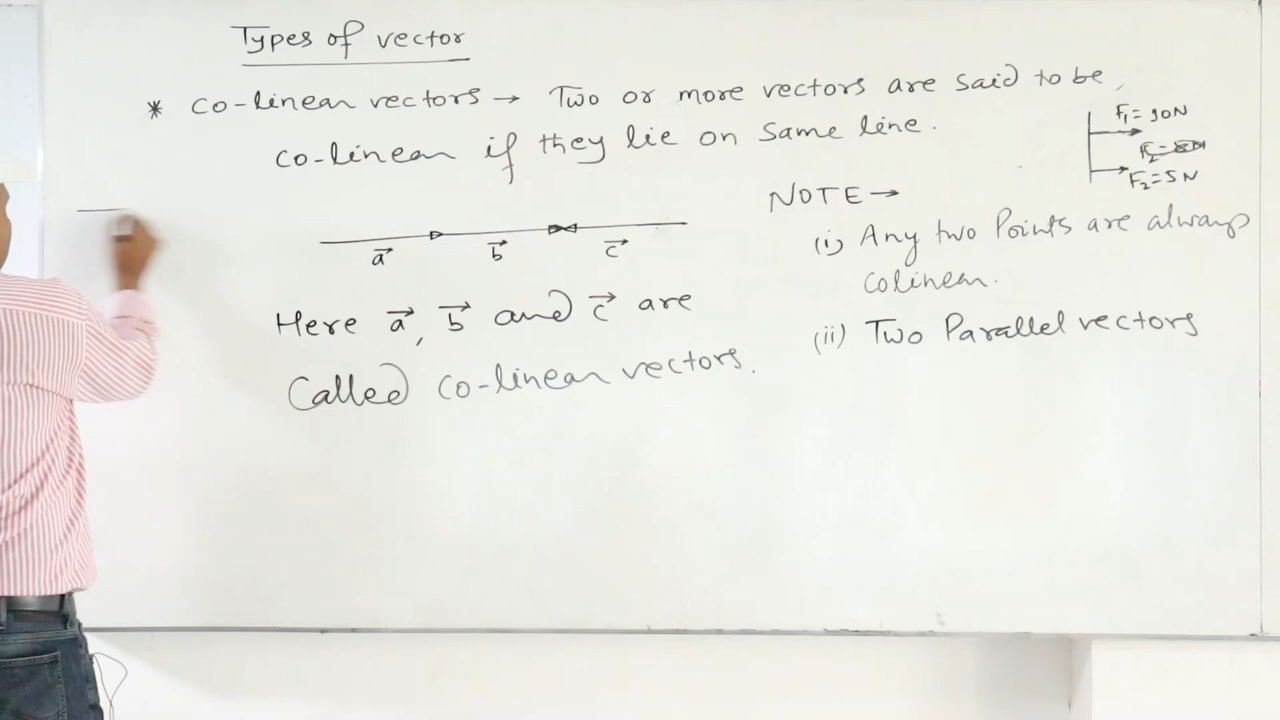 Types of vector
* co-linear vectors → Two or more vectors are said to be
co-linear if they lie on same line.
F₁ = 10N
F₂ = 5N
a⃗ b⃗ c⃗
Here a⃗, b⃗ and c⃗ are
Called co-linear vectors.
NOTE →
(i) Any two Points are always
colinear.
(ii) Two Parallel vectors